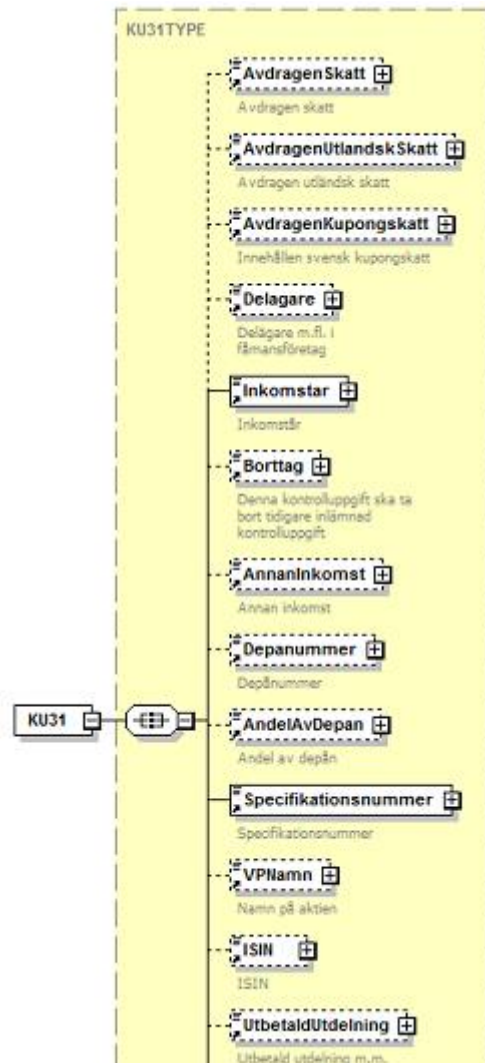 KU31TYPE
AvdragenSkatt
Avdragen skatt
AvdragenUtlandskSkatt
Avdragen utländsk skatt
AvdragenKupongskatt
Innehållen svensk kupongskatt
Delagare
Delägare m.fl. i
fåmansföretag
Inkomstar
Inkomstår
Borttag
Denna kontrolluppgift ska ta
bort tidigare inlämnad
kontrolluppgift
AnnanInkomst
Annan inkomst
Depanummer
Depånummer
KU31
AndelAvDepan
Andel av depån
Specifikationsnummer
Specifikationsnummer
VPNamn
Namn på aktien
ISIN
ISIN
UtbetaldUtdelning
Utbetald utdelning m.m.